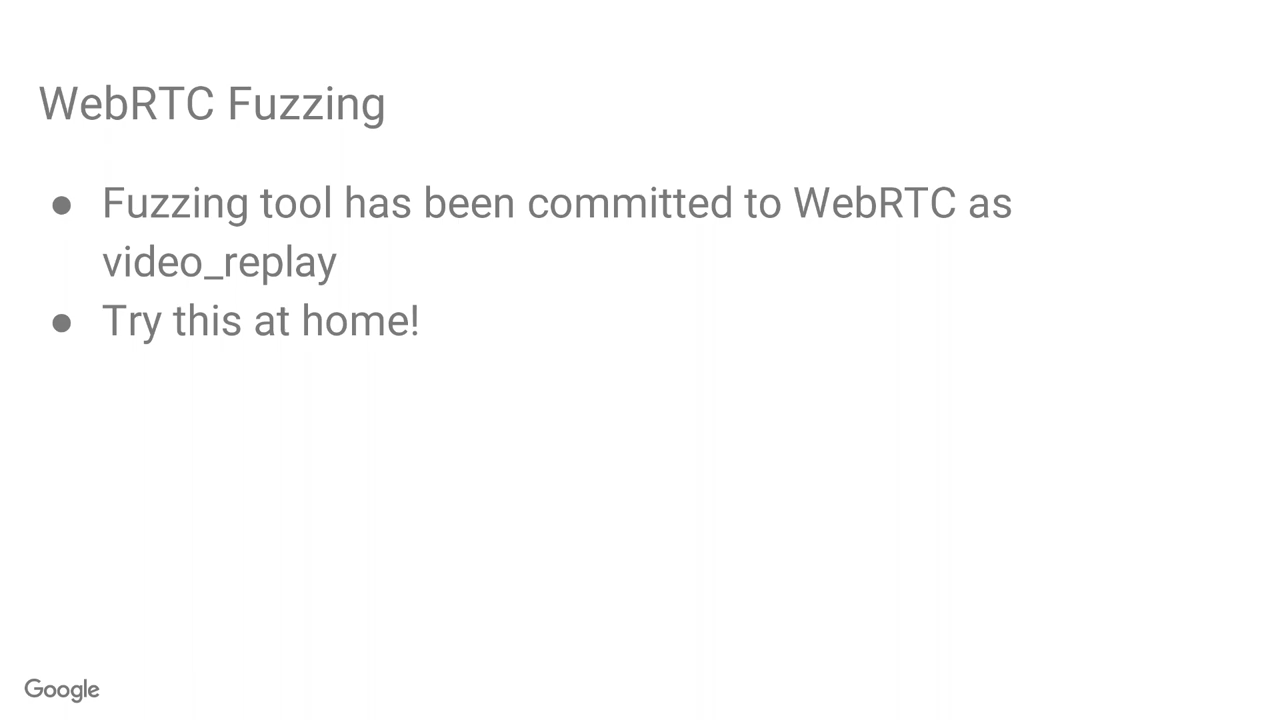 WebRTC Fuzzing
● Fuzzing tool has been committed to WebRTC as
video_replay
● Try this at home!
Google